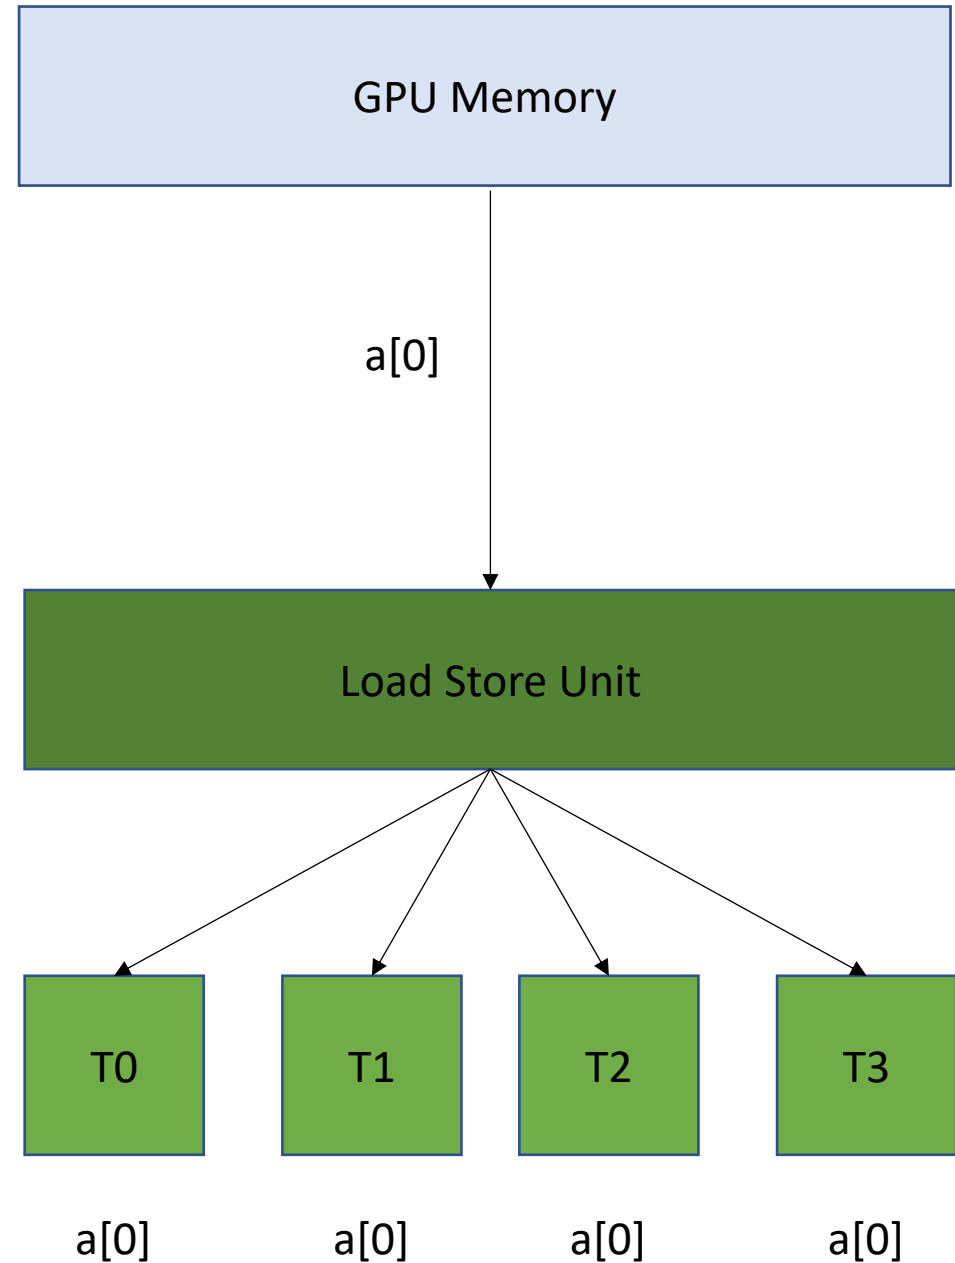 GPU Memory
a[0]
Load Store Unit
T0 T1 T2 T3
a[0] a[0] a[0] a[0]